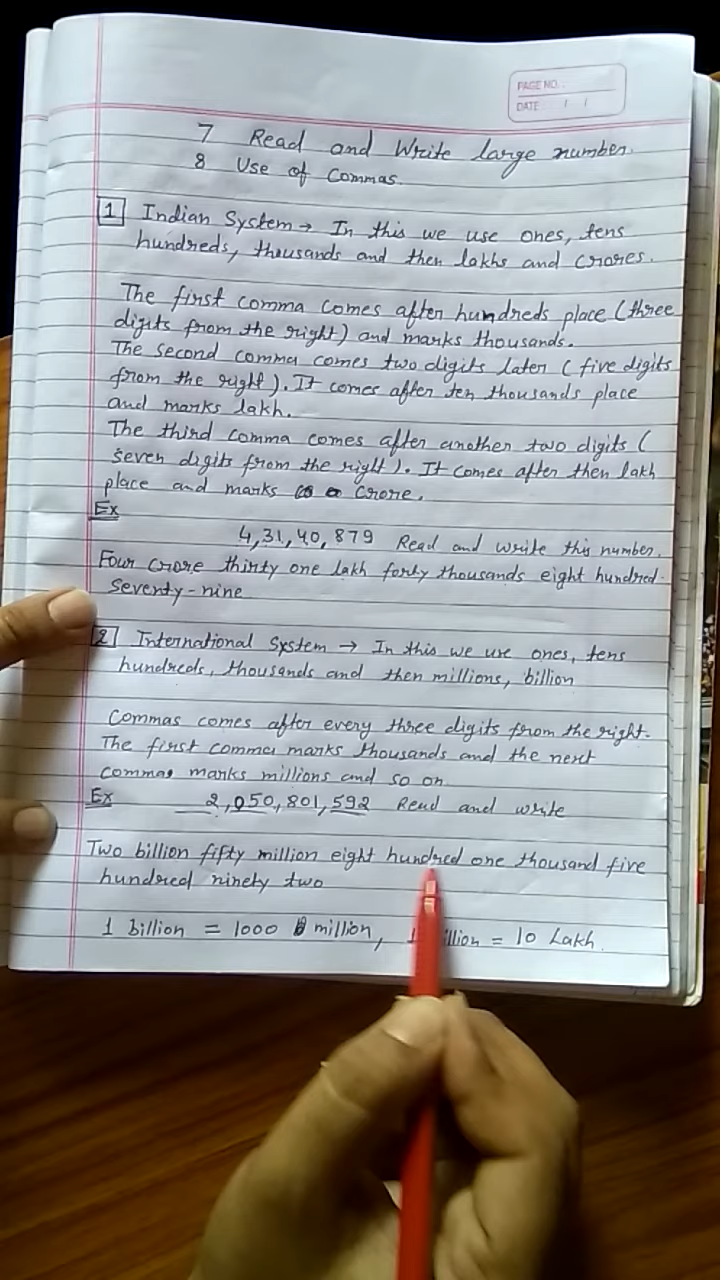 PAGE NO.:
DATE: / /
7 Read and Write large number.
8 Use of Commas.
1 Indian System → In this we use ones, tens
hundreds, thousands and then lakhs and crores.
The first comma comes after hundreds place (three
digits from the right) and marks thousands.
The second comma comes two digits later (five digits
from the right). It comes after ten thousands place
and marks lakh.
The third comma comes after another two digits (
seven digits from the right). It comes after then lakh
place and marks crore.
Ex
4,31,40,879 Read and write this number.
Four crore thirty one lakh forty thousands eight hundred
Seventy-nine
2 International System → In this we use ones, tens
hundreds, thousands and then millions, billion
Commas comes after every three digits from the right.
The first comma marks thousands and the next
commas marks millions and so on
Ex 2,050,801,592 Read and write
Two billion fifty million eight hundred one thousand five
hundred ninety two
1 billion = 1000 million, 1 illion = 10 Lakh.